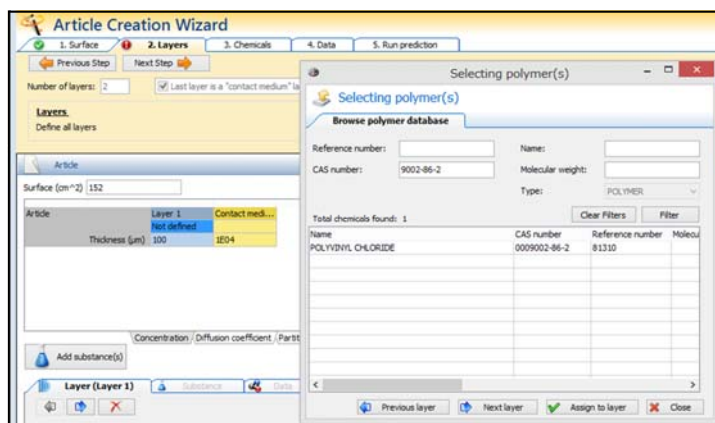 Article Creation Wizard
1. Surface
2. Layers
3. Chemicals
4. Data
5. Run prediction
Previous Step
Next Step
Number of layers: 2
Last layer is a "contact medium" la
Layers
Define all layers
Article
Surface (cm^2) 152
Article Layer 1 Contact medi...
Not defined
Thickness (μm) 100 1E04
Concentration Diffusion coefficient Partit
Add substance(s)
Layer (Layer 1) Substance Data
Selecting polymer(s)
Selecting polymer(s)
Browse polymer database
Reference number: Name:
CAS number: 9002-86-2 Molecular weight:
Type: POLYMER
Total chemicals found: 1 Clear Filters Filter
Name CAS number Reference number Molecu
POLYVINYL CHLORIDE 0009002-86-2 81310
Previous layer Next layer Assign to layer Close